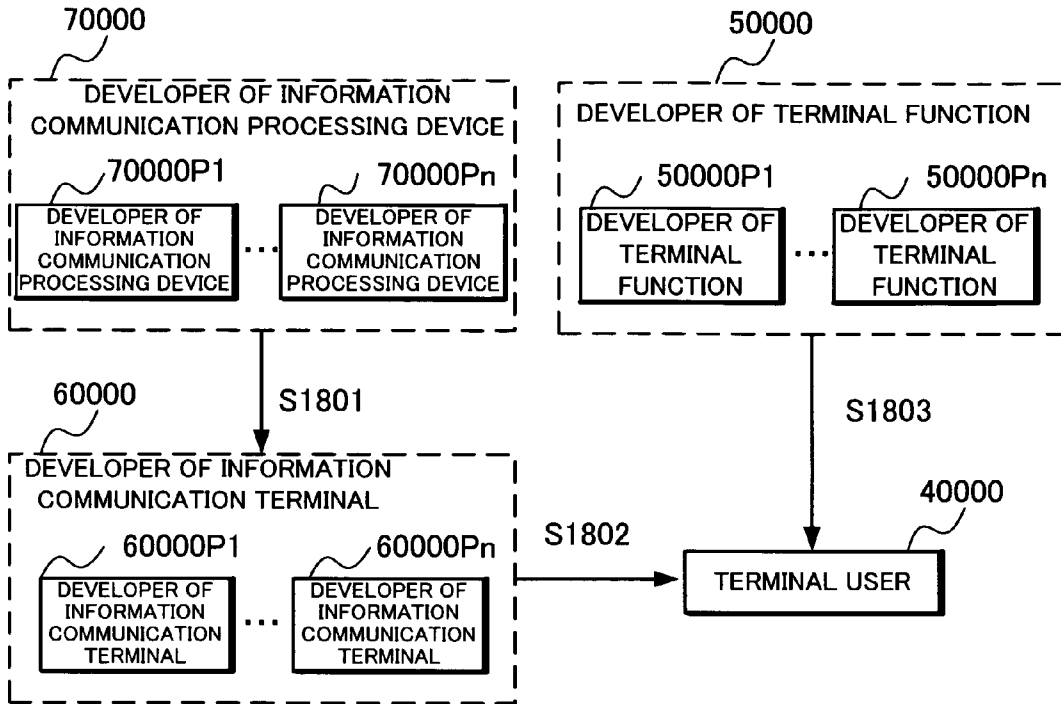 70000
DEVELOPER OF INFORMATION
COMMUNICATION PROCESSING DEVICE
70000P1
70000Pn
DEVELOPER OF
INFORMATION
COMMUNICATION
PROCESSING DEVICE
...
DEVELOPER OF
INFORMATION
COMMUNICATION
PROCESSING DEVICE
50000
DEVELOPER OF TERMINAL FUNCTION
50000P1
50000Pn
DEVELOPER OF
TERMINAL
FUNCTION
...
DEVELOPER OF
TERMINAL
FUNCTION
S1801
S1803
60000
DEVELOPER OF INFORMATION
COMMUNICATION TERMINAL
60000P1
60000Pn
DEVELOPER OF
INFORMATION
COMMUNICATION
TERMINAL
...
DEVELOPER OF
INFORMATION
COMMUNICATION
TERMINAL
S1802
40000
TERMINAL USER